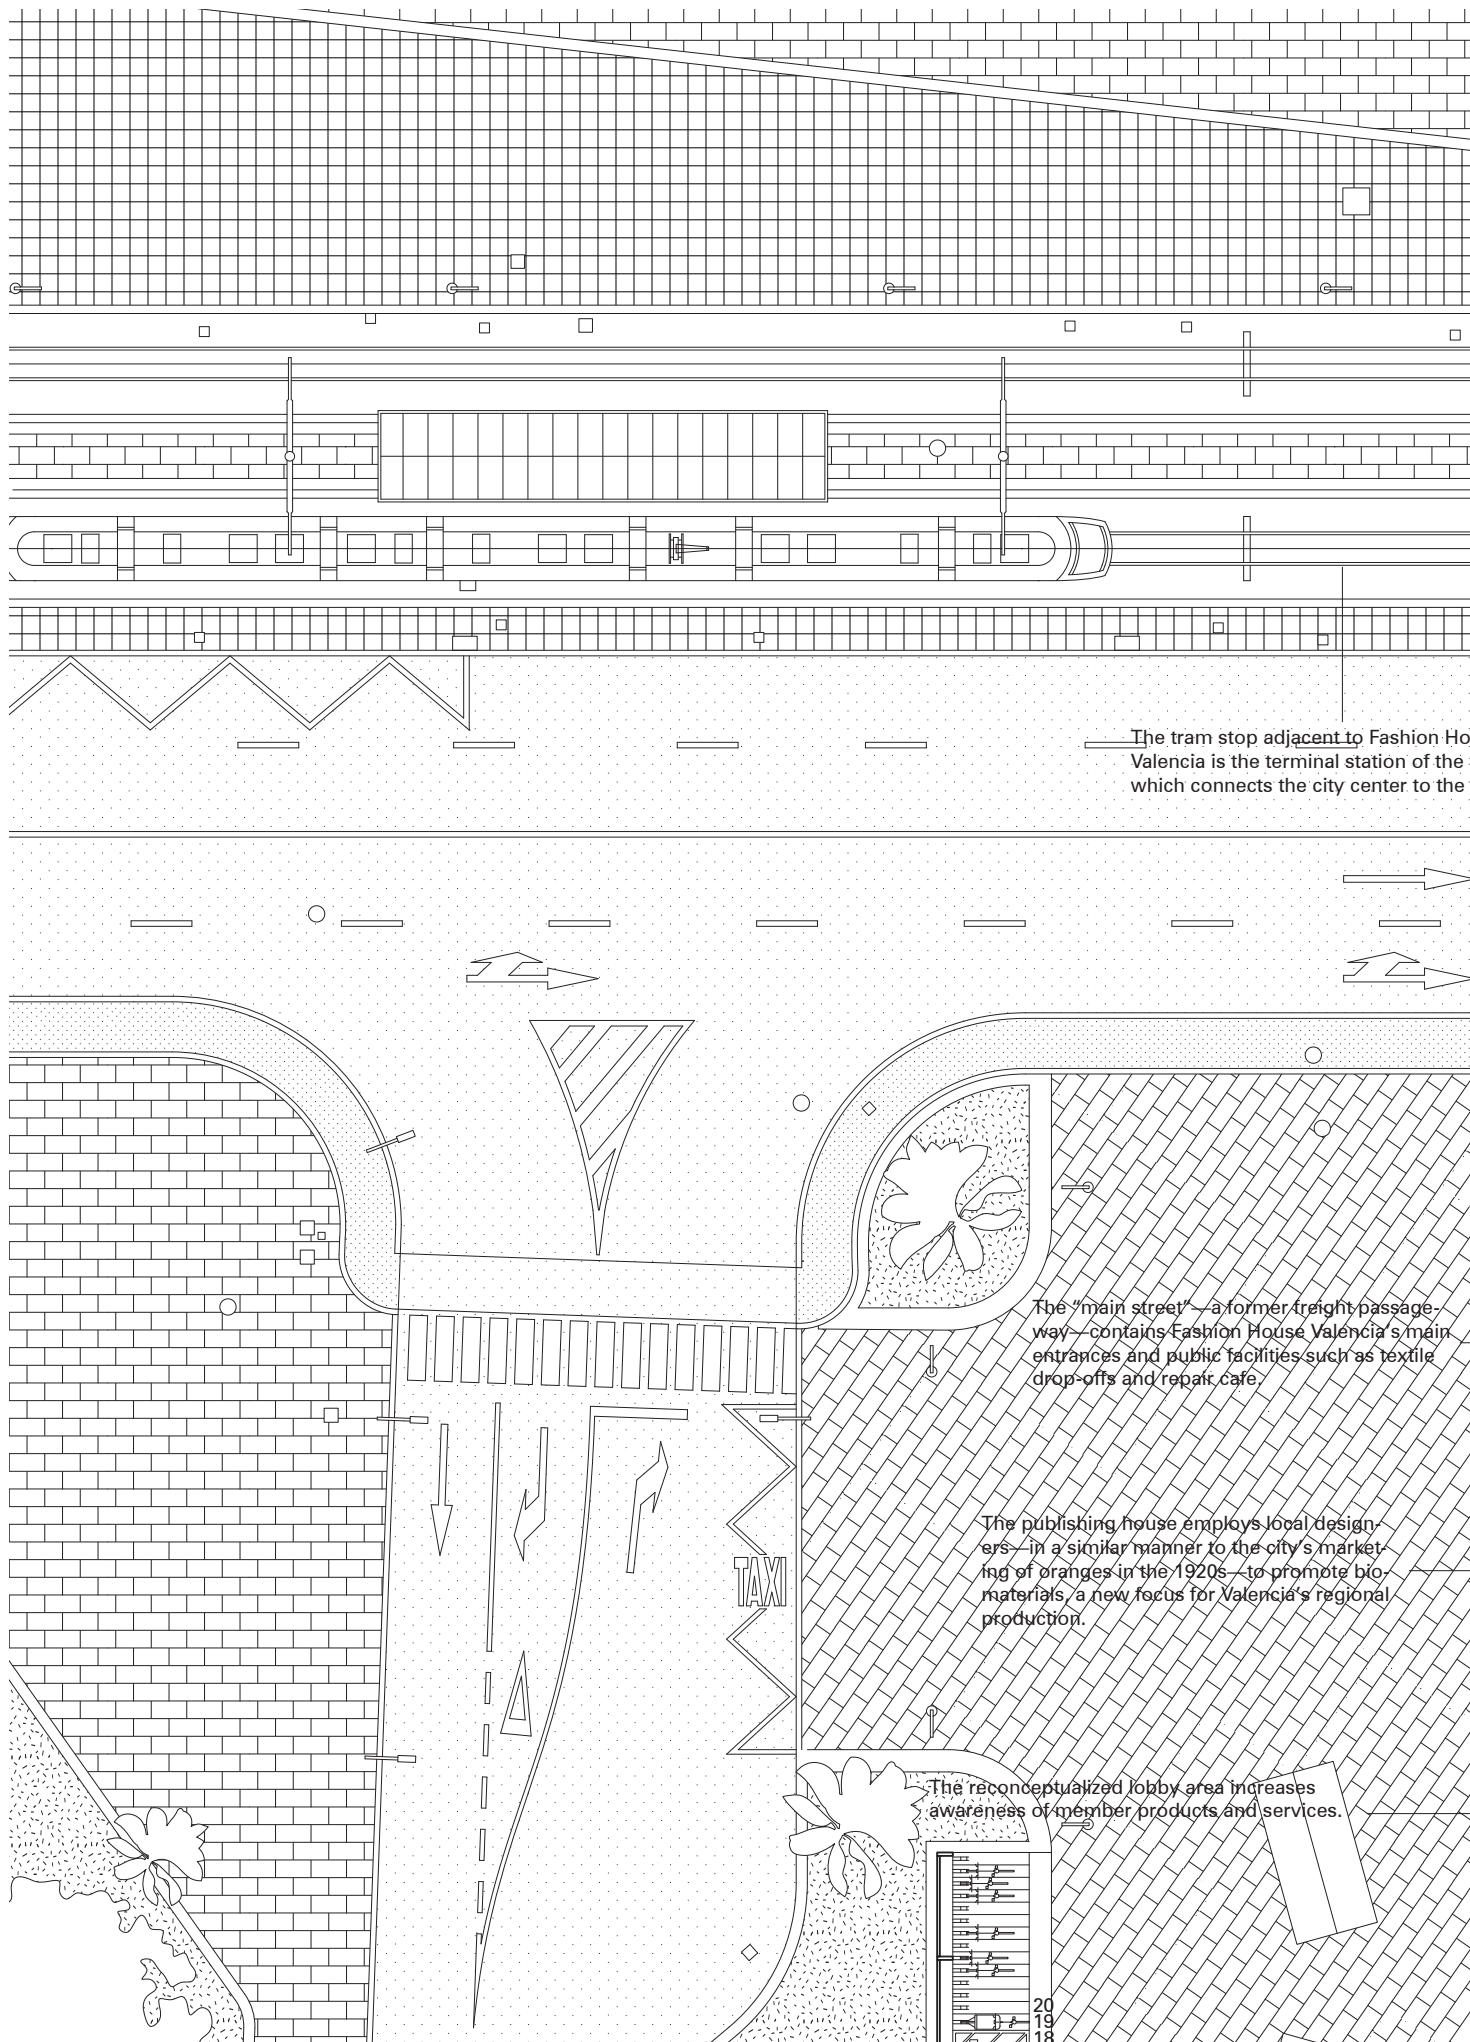 The tram stop adjacent to Fashion Ho
Valencia is the terminal station of the
which connects the city center to the
The “main street”—a former freight passage-
way—contains Fashion House Valencia’s main
entrances and public facilities such as textile
drop-offs and repair cafe.
The publishing house employs local design-
ers—in a similar manner to the city’s market-
ing of oranges in the 1920s—to promote bio-
materials, a new focus for Valencia’s regional
production.
TAXI
The reconceptualized lobby area increases
awareness of member products and services.
20
19
18